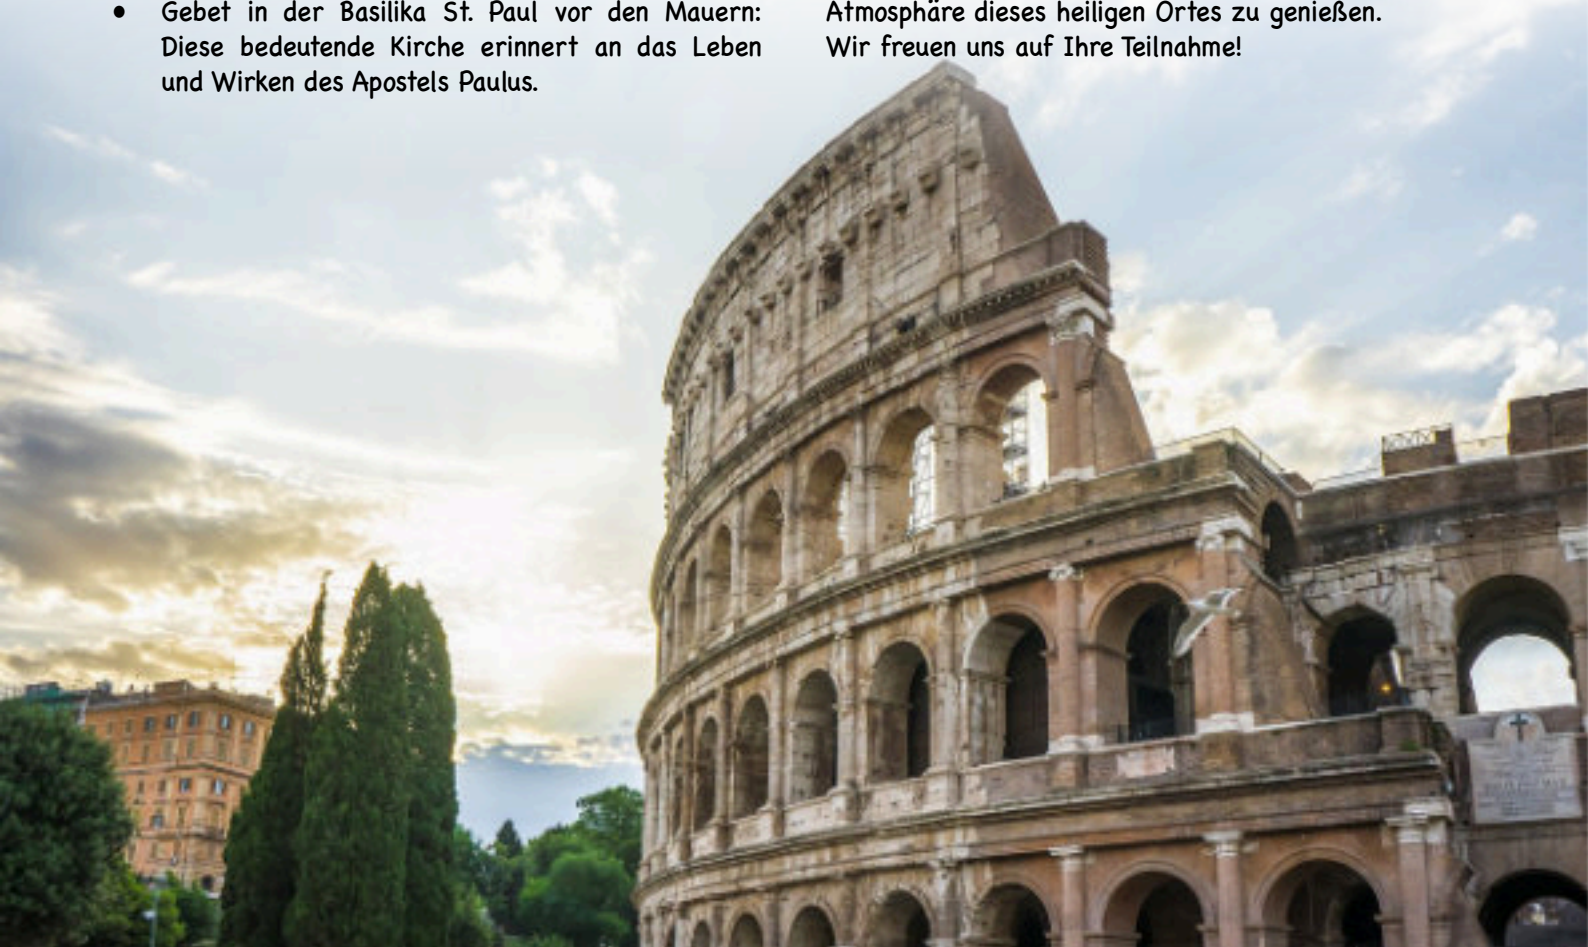 • Gebet in der Basilika St. Paul vor den Mauern:
Diese bedeutende Kirche erinnert an das Leben
und Wirken des Apostels Paulus.
Atmosphäre dieses heiligen Ortes zu genießen.
Wir freuen uns auf Ihre Teilnahme!